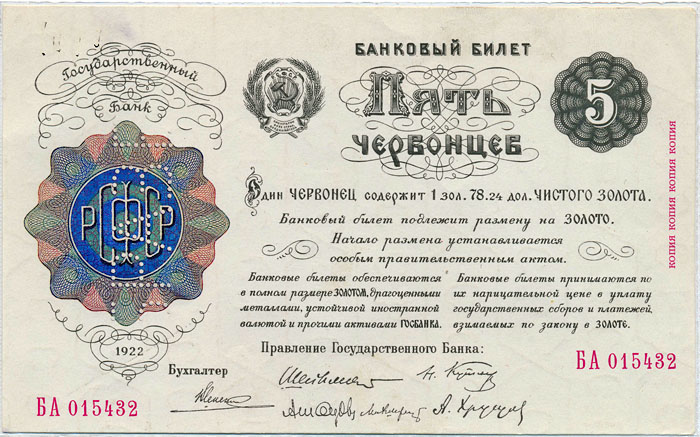 Государственный
Банк
РСФСР
1922
БАНКОВЫЙ БИЛЕТ
ПЯТЬ
ЧЕРВОНЦЕВ
5
Один ЧЕРВОНЕЦ содержит 1 зол. 78.24 дол. ЧИСТОГО ЗОЛОТА.
Банковый билет подлежит размену на ЗОЛОТО.
Начало размена устанавливается
особым правительственным актом.
Банковые билеты обеспечиваются
в полном размере ЗОЛОТОМ, драгоценными
металлами, устойчивой иностранной
валютой и прочими активами ГОСБАНКА.
Банковые билеты принимаются по
их нарицательной цене в уплату
государственных сборов и платежей,
взимаемых по закону в ЗОЛОТЕ.
Правление Государственного Банка:
Бухгалтер
БА 015432
БА 015432
КОПИЯ КОПИЯ КОПИЯ КОПИЯ